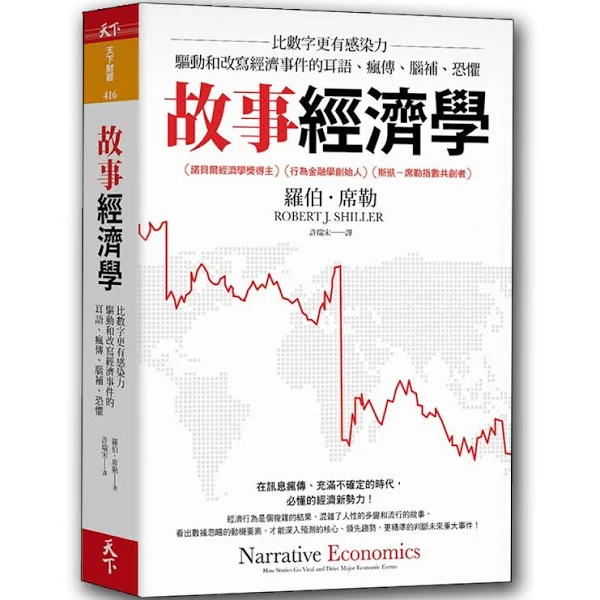 天下
天下財經
416
故事經濟學
比數字更有感染力
驅動和改寫經濟事件的
耳語、瘋傳、腦補、恐懼
羅伯・席勒 著
許瑞宋 譯
天下
比數字更有感染力
驅動和改寫經濟事件的耳語、瘋傳、腦補、恐懼
故事經濟學
(諾貝爾經濟學獎得主)(行為金融學創始人)(斯凱-席勒指數共創者)
羅伯・席勒
ROBERT J. SHILLER
許瑞宋——譯
在訊息瘋傳、充滿不確定的時代,
必懂的經濟新勢力!
經濟行為是個複雜的結果,混雜了人性的多變和流行的故事,
看出數據忽略的動機要素,才能深入預測的核心、領先趨勢,更精準的判斷未來重大事件!
Narrative Economics
How Stories Go Viral and Drive Major Economic Events